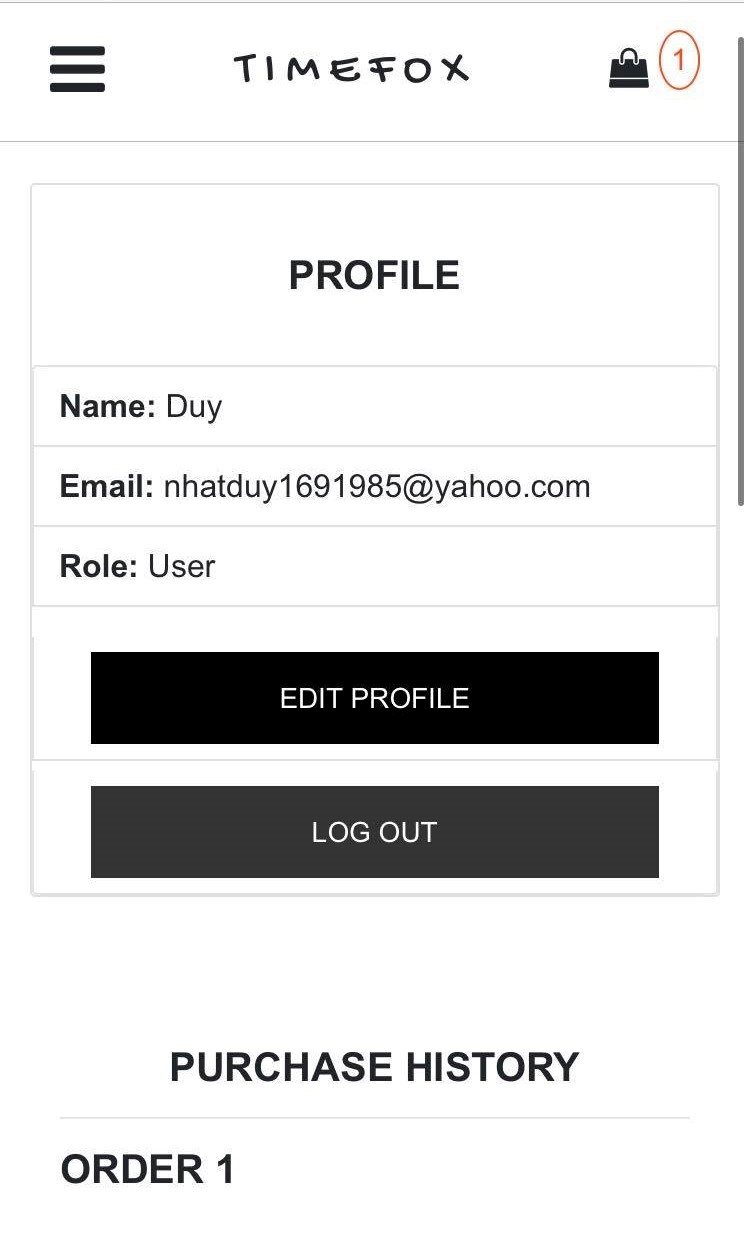 TIMEFOX
1
PROFILE
Name: Duy
Email: nhatduy1691985@yahoo.com
Role: User
EDIT PROFILE
LOG OUT
PURCHASE HISTORY
ORDER 1